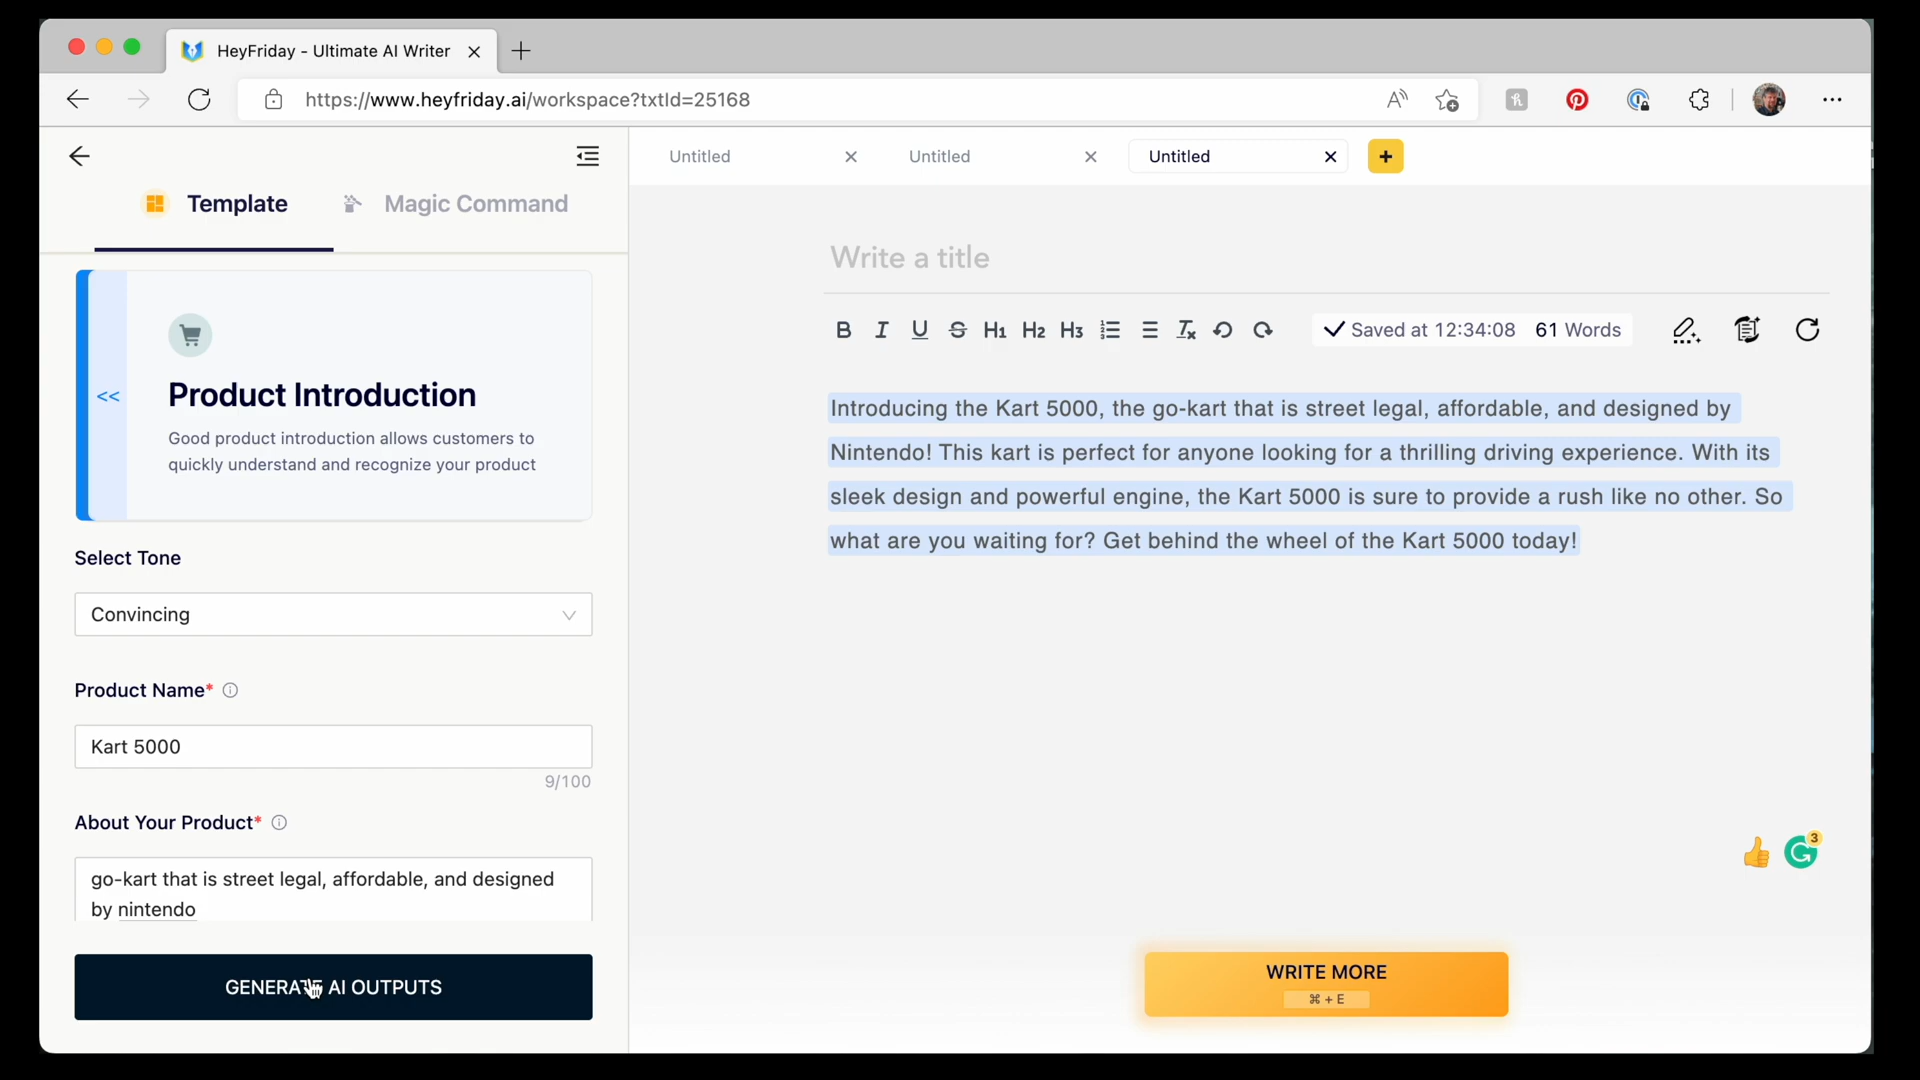 HeyFriday - Ultimate AI Writer
https://www.heyfriday.ai/workspace?txtId=25168
Template
Magic Command
<<
Product Introduction
Good product introduction allows customers to
quickly understand and recognize your product
Select Tone
Convincing
Product Name*
Kart 5000
9/100
About Your Product*
go-kart that is street legal, affordable, and designed
by nintendo
GENERATE AI OUTPUTS
Untitled
Untitled
Untitled
+
Write a title
B I U S H1 H2 H3
Saved at 12:34:08 61 Words
Introducing the Kart 5000, the go-kart that is street legal, affordable, and designed by
Nintendo! This kart is perfect for anyone looking for a thrilling driving experience. With its
sleek design and powerful engine, the Kart 5000 is sure to provide a rush like no other. So
what are you waiting for? Get behind the wheel of the Kart 5000 today!
3
WRITE MORE
⌘ + E